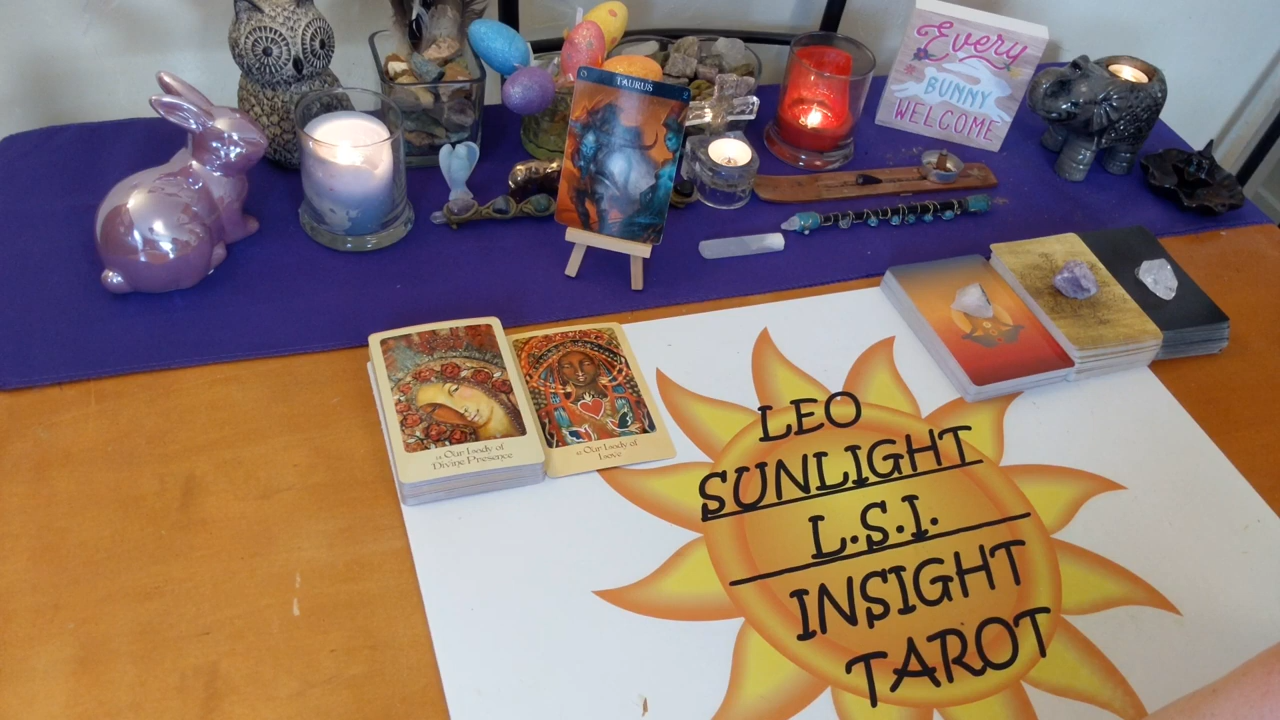 TAURUS
Every
BUNNY
WELCOME
Our Lady of
Divine Presence
Our Lady of
Love
LEO
SUNLIGHT
L.S.I.
INSIGHT
TAROT